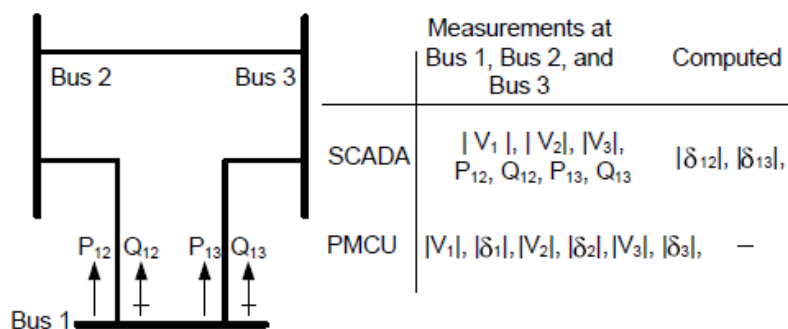 Bus 2
Bus 3
P12 Q12 P13 Q13
Bus 1
Measurements at
Bus 1, Bus 2, and
Bus 3
Computed
SCADA
| V1 |, | V2|, |V3|,
P12, Q12, P13, Q13
|δ12|, |δ13|,
PMCU
|V1|, |δ1|, |V2|, |δ2|, |V3|, |δ3|,
–